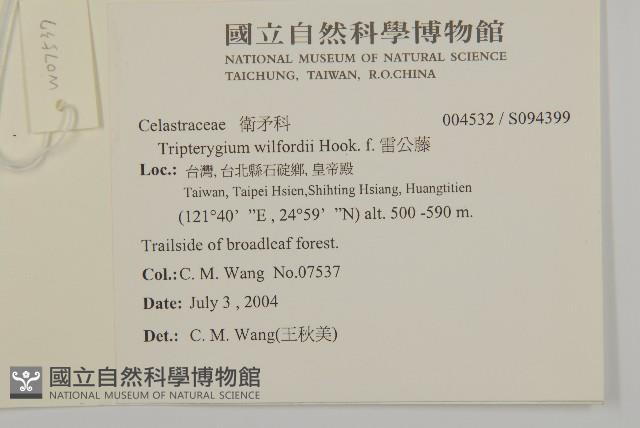 國立自然科學博物館
NATIONAL MUSEUM OF NATURAL SCIENCE
TAICHUNG, TAIWAN, R.O.CHINA
Celastraceae 衛矛科 004532 / S094399
Tripterygium wilfordii Hook. f. 雷公藤
Loc.: 台灣, 台北縣石碇鄉, 皇帝殿
Taiwan, Taipei Hsien,Shihting Hsiang, Huangtitien
(121°40’ ”E , 24°59’ ”N) alt. 500 -590 m.
Trailside of broadleaf forest.
Col.: C. M. Wang No.07537
Date: July 3 , 2004
Det.: C. M. Wang(王秋美)
W07537
國立自然科學博物館
NATIONAL MUSEUM OF NATURAL SCIENCE